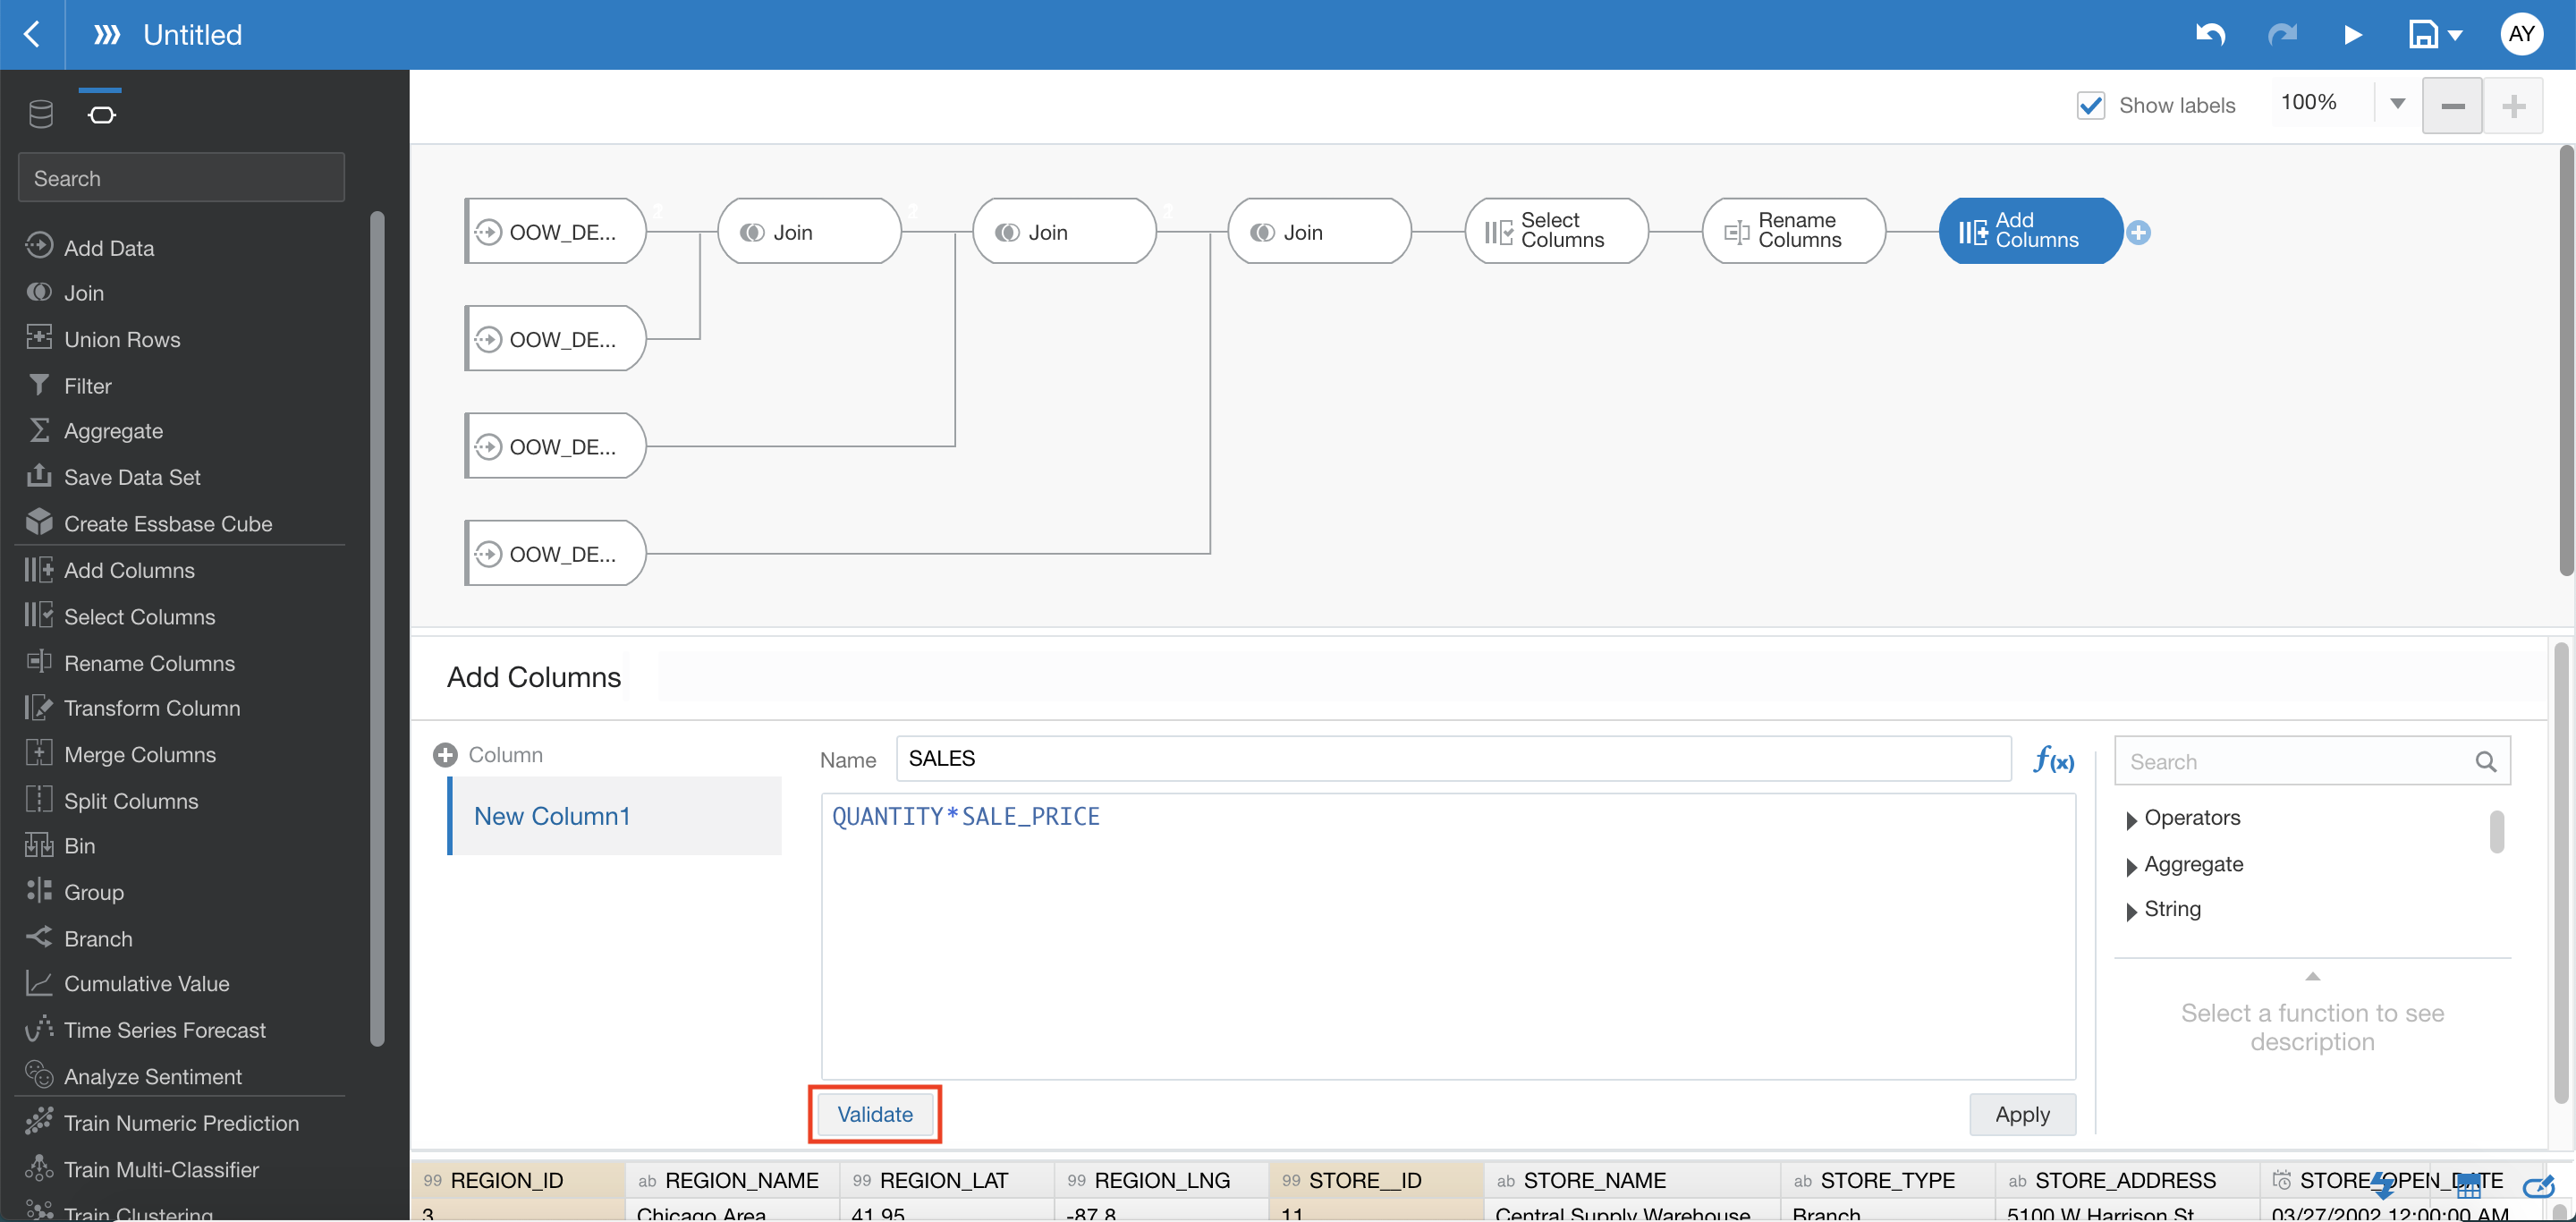 Untitled
AY
Show labels
100%
Search
Add Data
Join
Union Rows
Filter
Aggregate
Save Data Set
Create Essbase Cube
Add Columns
Select Columns
Rename Columns
Transform Column
Merge Columns
Split Columns
Bin
Group
Branch
Cumulative Value
Time Series Forecast
Analyze Sentiment
Train Numeric Prediction
Train Multi-Classifier
Train Clustering
OOW_DE...
Join
Join
Join
Select
Columns
Rename
Columns
Add
Columns
OOW_DE...
OOW_DE...
OOW_DE...
Add Columns
Column
New Column1
Name
SALES
f(x)
QUANTITY*SALE_PRICE
Validate
Apply
Search
Operators
Aggregate
String
Select a function to see
description
99 REGION_ID ab REGION_NAME 99 REGION_LAT 99 REGION_LNG 99 STORE__ID ab STORE_NAME ab STORE_TYPE ab STORE_ADDRESS STORE_OPEN_DATE
3 Chicago Area 41.95 -87.8 11 Central Supply Warehouse Branch 5100 W Harrison St 03/27/2002 12:00:00 AM